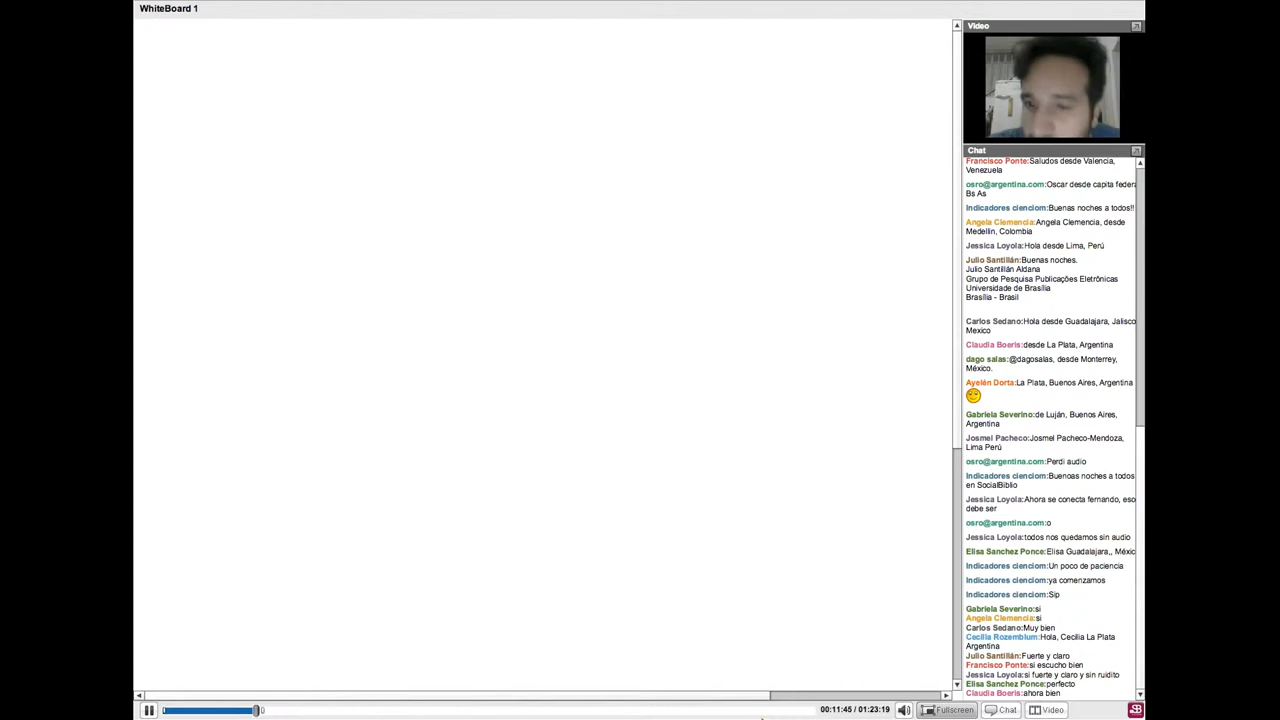 WhiteBoard 1
Video
Chat
Francisco Ponte:Saludos desde Valencia,
Venezuela
osro@argentina.com:Oscar desde capita federa
Bs As
Indicadores cienciom:Buenas noches a todos!!
Angela Clemencia:Angela Clemencia, desde
Medellin, Colombia
Jessica Loyola:Hola desde Lima, Perú
Julio Santillán:Buenas noches.
Julio Santillán Aldana
Grupo de Pesquisa Publicações Eletrônicas
Universidade de Brasília
Brasília - Brasil
Carlos Sedano:Hola desde Guadalajara, Jalisco
Mexico
Claudia Boeris:desde La Plata, Argentina
dago salas:@dagosalas, desde Monterrey,
México.
Ayelén Dorta:La Plata, Buenos Aires, Argentina
Gabriela Severino:de Luján, Buenos Aires,
Argentina
Josmel Pacheco:Josmel Pacheco-Mendoza,
Lima Perú
osro@argentina.com:Perdi audio
Indicadores cienciom:Buenoas noches a todos
en SocialBiblio
Jessica Loyola:Ahora se conecta fernando, eso
debe ser
osro@argentina.com:o
Jessica Loyola:todos nos quedamos sin audio
Elisa Sanchez Ponce:Elisa Guadalajara,, Méxic
Indicadores cienciom:Un poco de paciencia
Indicadores cienciom:ya comenzamos
Indicadores cienciom:Sip
Gabriela Severino:si
Angela Clemencia:si
Carlos Sedano:Muy bien
Cecilia Rozemblum:Hola, Cecilia La Plata
Argentina
Julio Santillán:Fuerte y claro
Francisco Ponte:si escucho bien
Jessica Loyola:si fuerte y claro y sin ruidito
Elisa Sanchez Ponce:perfecto
Claudia Boeris:ahora bien
00:11:45 / 01:23:19
Fullscreen
Chat
Video